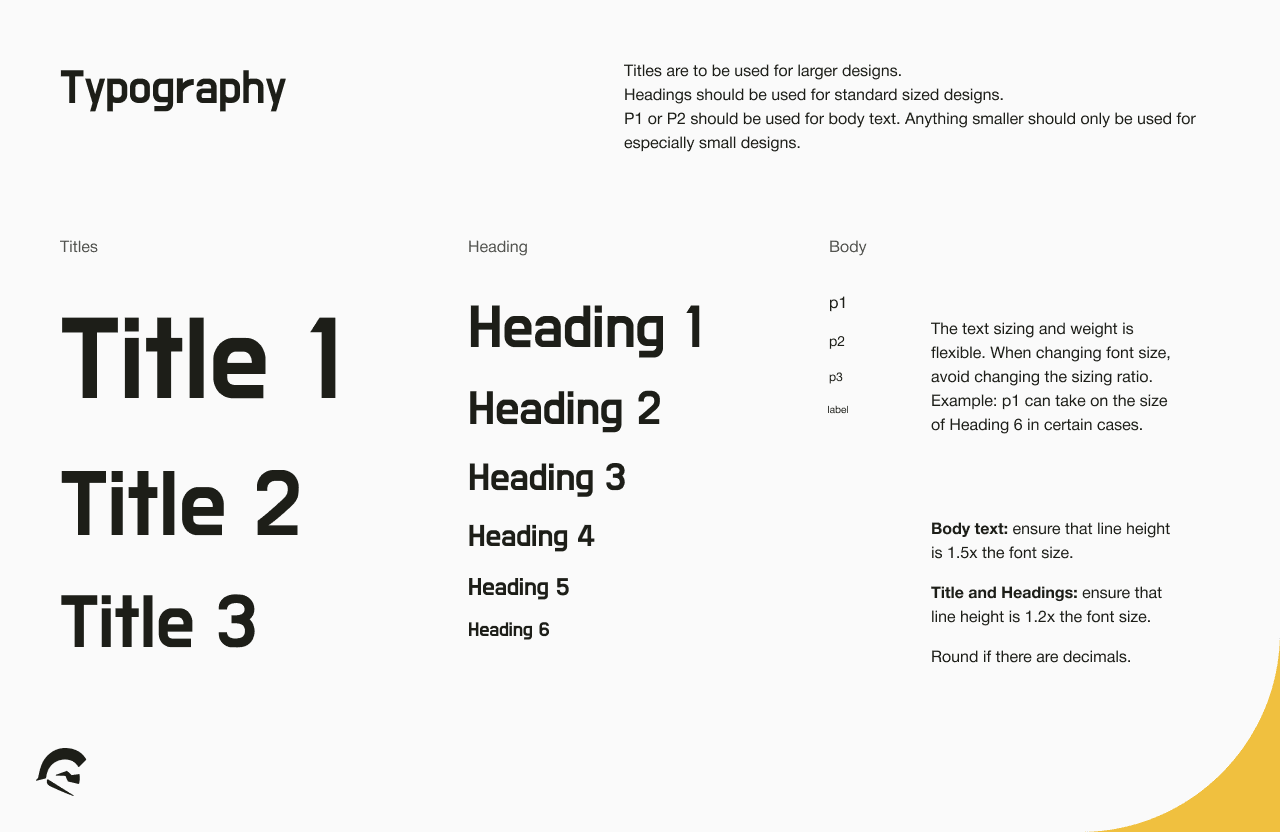 Typography
Titles are to be used for larger designs.
Headings should be used for standard sized designs.
P1 or P2 should be used for body text. Anything smaller should only be used for
especially small designs.
Titles
Title 1
Title 2
Title 3
Heading
Heading 1
Heading 2
Heading 3
Heading 4
Heading 5
Heading 6
Body
p1
p2
p3
label
The text sizing and weight is
flexible. When changing font size,
avoid changing the sizing ratio.
Example: p1 can take on the size
of Heading 6 in certain cases.
Body text: ensure that line height
is 1.5x the font size.
Title and Headings: ensure that
line height is 1.2x the font size.
Round if there are decimals.